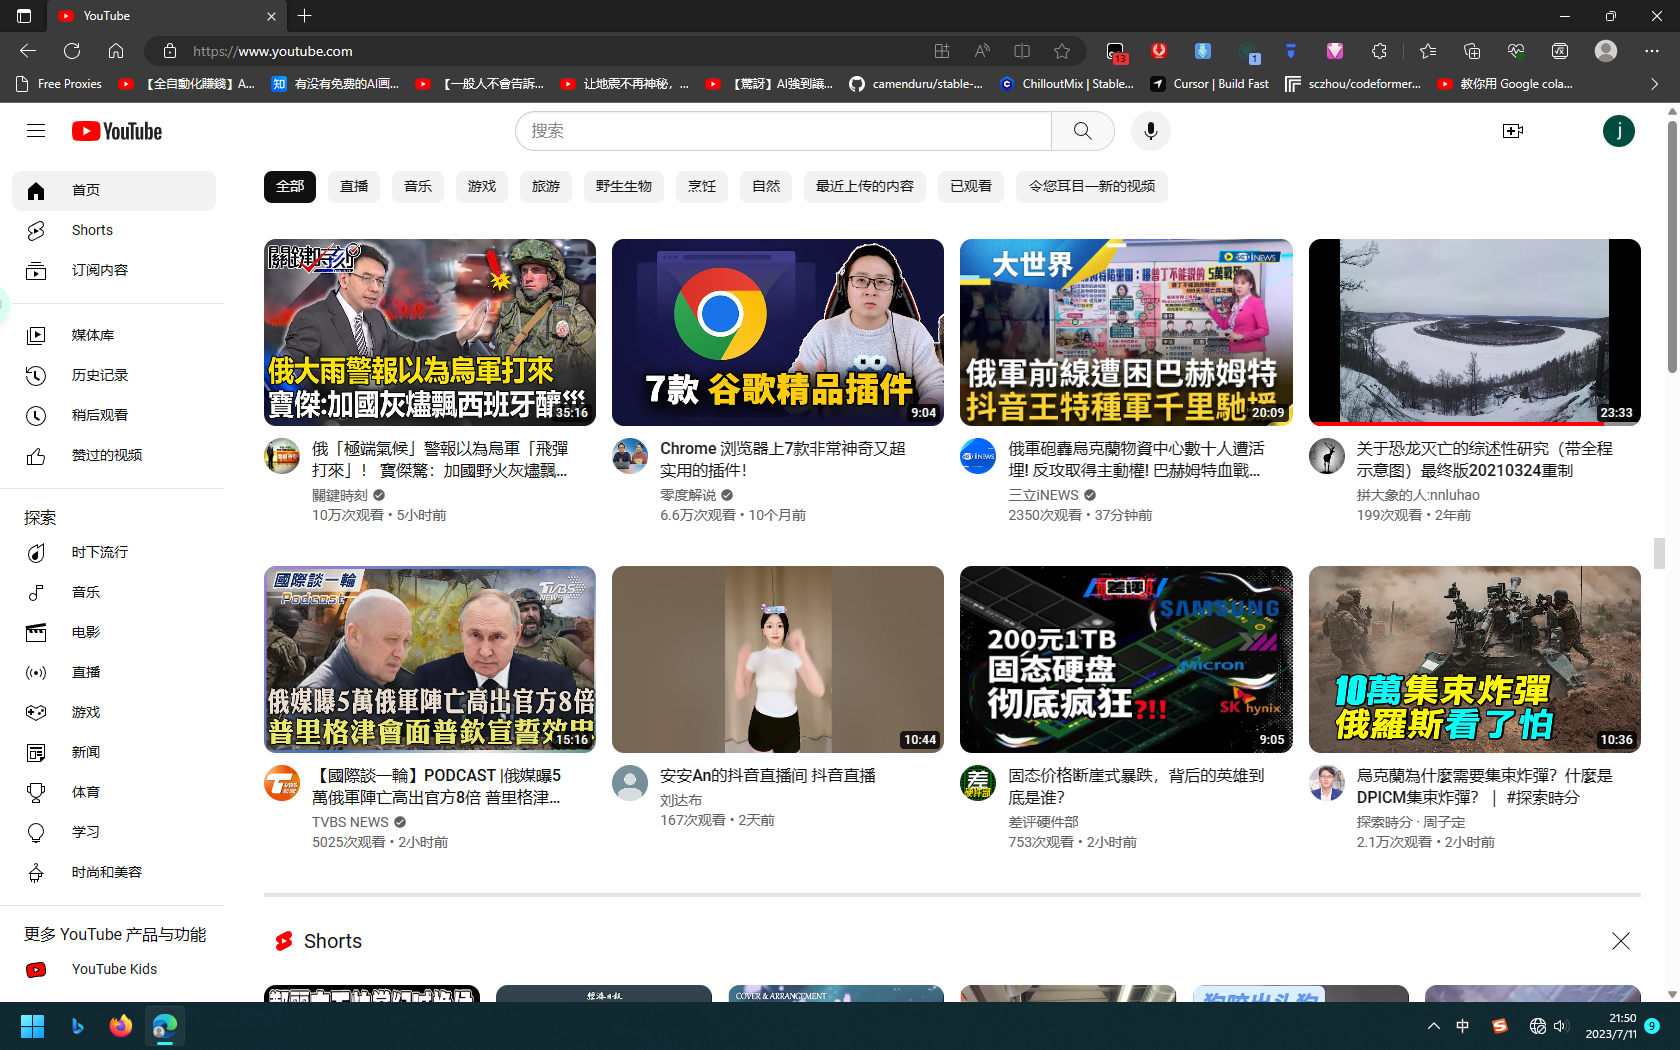 YouTube
https://www.youtube.com
13
1
Free Proxies
【全自動化賺錢】A...
知
有没有免费的AI画...
【一般人不會告訴...
让地震不再神秘，...
【驚訝】AI強到讓...
camenduru/stable-...
ChilloutMix | Stable...
Cursor | Build Fast
sczhou/codeformer...
教你用 Google cola...
YouTube
搜索
j
首页
Shorts
订阅内容
媒体库
历史记录
稍后观看
赞过的视频
探索
时下流行
音乐
电影
直播
游戏
新闻
体育
学习
时尚和美容
更多 YouTube 产品与功能
YouTube Kids
全部
直播
音乐
游戏
旅游
野生生物
烹饪
自然
最近上传的内容
已观看
令您耳目一新的视频
關鍵時刻
俄大雨警報以為烏軍打來
寶傑:加國灰燼飄西班牙釀災
35:16
俄「極端氣候」警報以為烏軍「飛彈
打來」！ 寶傑驚：加國野火灰燼飄...
關鍵時刻
10万次观看 • 5小时前
7款 谷歌精品插件
9:04
Chrome 浏览器上7款非常神奇又超
实用的插件！
零度解说
6.6万次观看 • 10个月前
大世界
iNEWS
俄軍前線遭困巴赫姆特
抖音王特種軍千里馳援
20:09
俄軍砲轟烏克蘭物資中心數十人遭活
埋! 反攻取得主動權! 巴赫姆特血戰...
三立iNEWS
2350次观看 • 37分钟前
23:33
关于恐龙灭亡的综述性研究（带全程
示意图）最终版20210324重制
拼大象的人:nnluhao
199次观看 • 2年前
國際談一輪
Podcast
TVBS
NEWS
俄媒曝5萬俄軍陣亡高出官方8倍
普里格津會面普欽宣誓效忠
15:16
【國際談一輪】PODCAST |俄媒曝5
萬俄軍陣亡高出官方8倍 普里格津...
TVBS NEWS
5025次观看 • 2小时前
10:44
安安An的抖音直播间 抖音直播
刘达布
167次观看 • 2天前
差评
SAMSUNG
200元1TB
固态硬盘
彻底疯狂?!!
Micron
SK hynix
9:05
差
硬件部
固态价格断崖式暴跌，背后的英雄到
底是谁？
差评硬件部
753次观看 • 2小时前
10萬集束炸彈
俄羅斯看了怕
10:36
烏克蘭為什麼需要集束炸彈？什麼是
DPICM集束炸彈？ ｜ #探索時分
探索時分 · 周子定
2.1万次观看 • 2小时前
Shorts
經濟日報
COVER & ARRANGEMENT
狗咬出头狗
中
21:50
2023/7/11
9